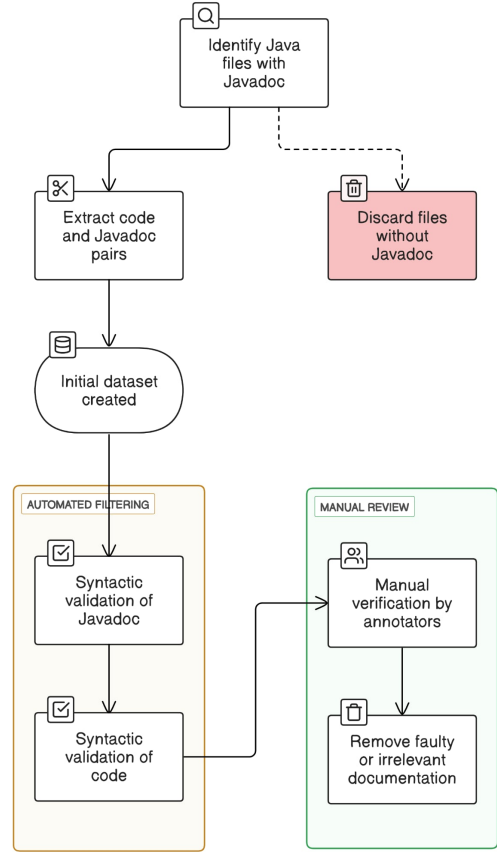 Identify Java
files with
Javadoc
Extract code
and Javadoc
pairs
Discard files
without
Javadoc
Initial dataset
created
AUTOMATED FILTERING
Syntactic
validation of
Javadoc
Syntactic
validation of
code
MANUAL REVIEW
Manual
verification by
annotators
Remove faulty
or irrelevant
documentation